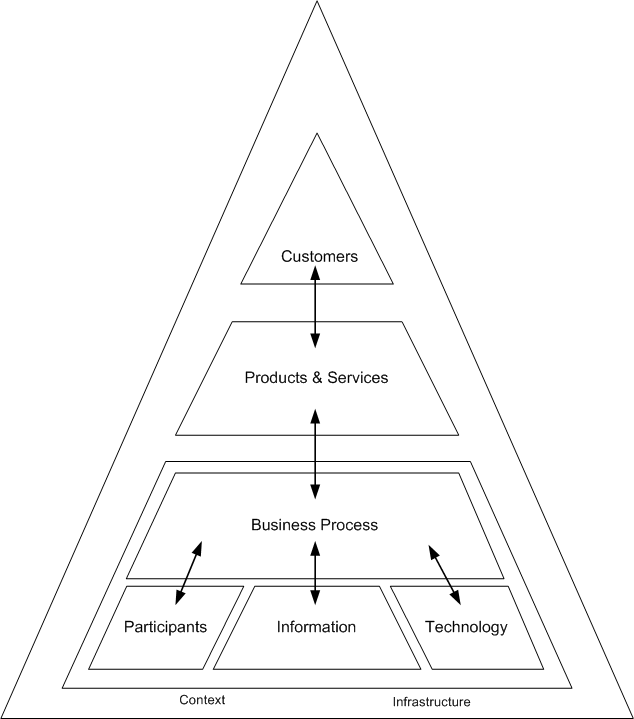 Customers
Products & Services
Business Process
Participants
Information
Technology
Context
Infrastructure